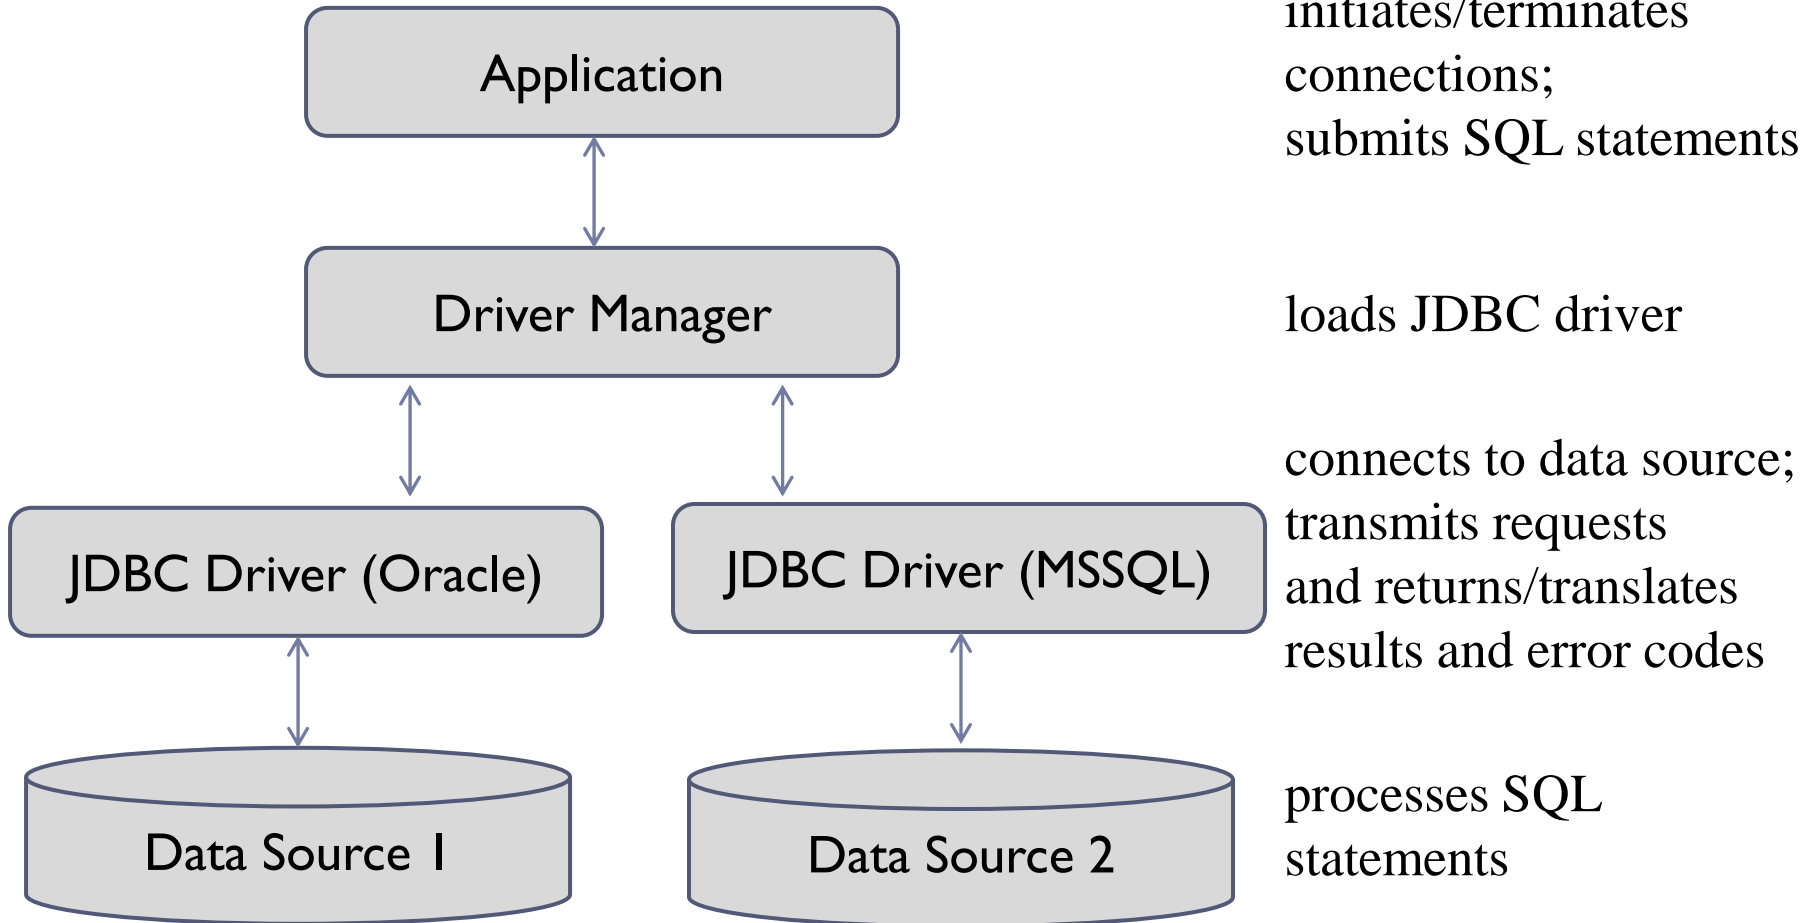 initiates/terminates
connections;
submits SQL statements
Application
Driver Manager
loads JDBC driver
connects to data source;
transmits requests
and returns/translates
results and error codes
JDBC Driver (Oracle)
JDBC Driver (MSSQL)
processes SQL
statements
Data Source 1
Data Source 2